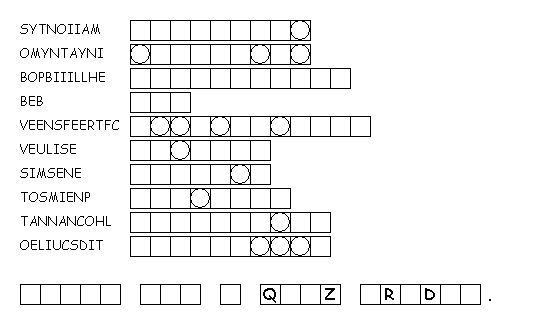 SYTNOIIAM
OMYNTAYNI
BOPBIIILLHE
BEB
VEENSFEERTFC
VEULISE
SIMSENE
TOSMIENP
TANNANCOHL
OELIUCSDIT
Q Z R D .